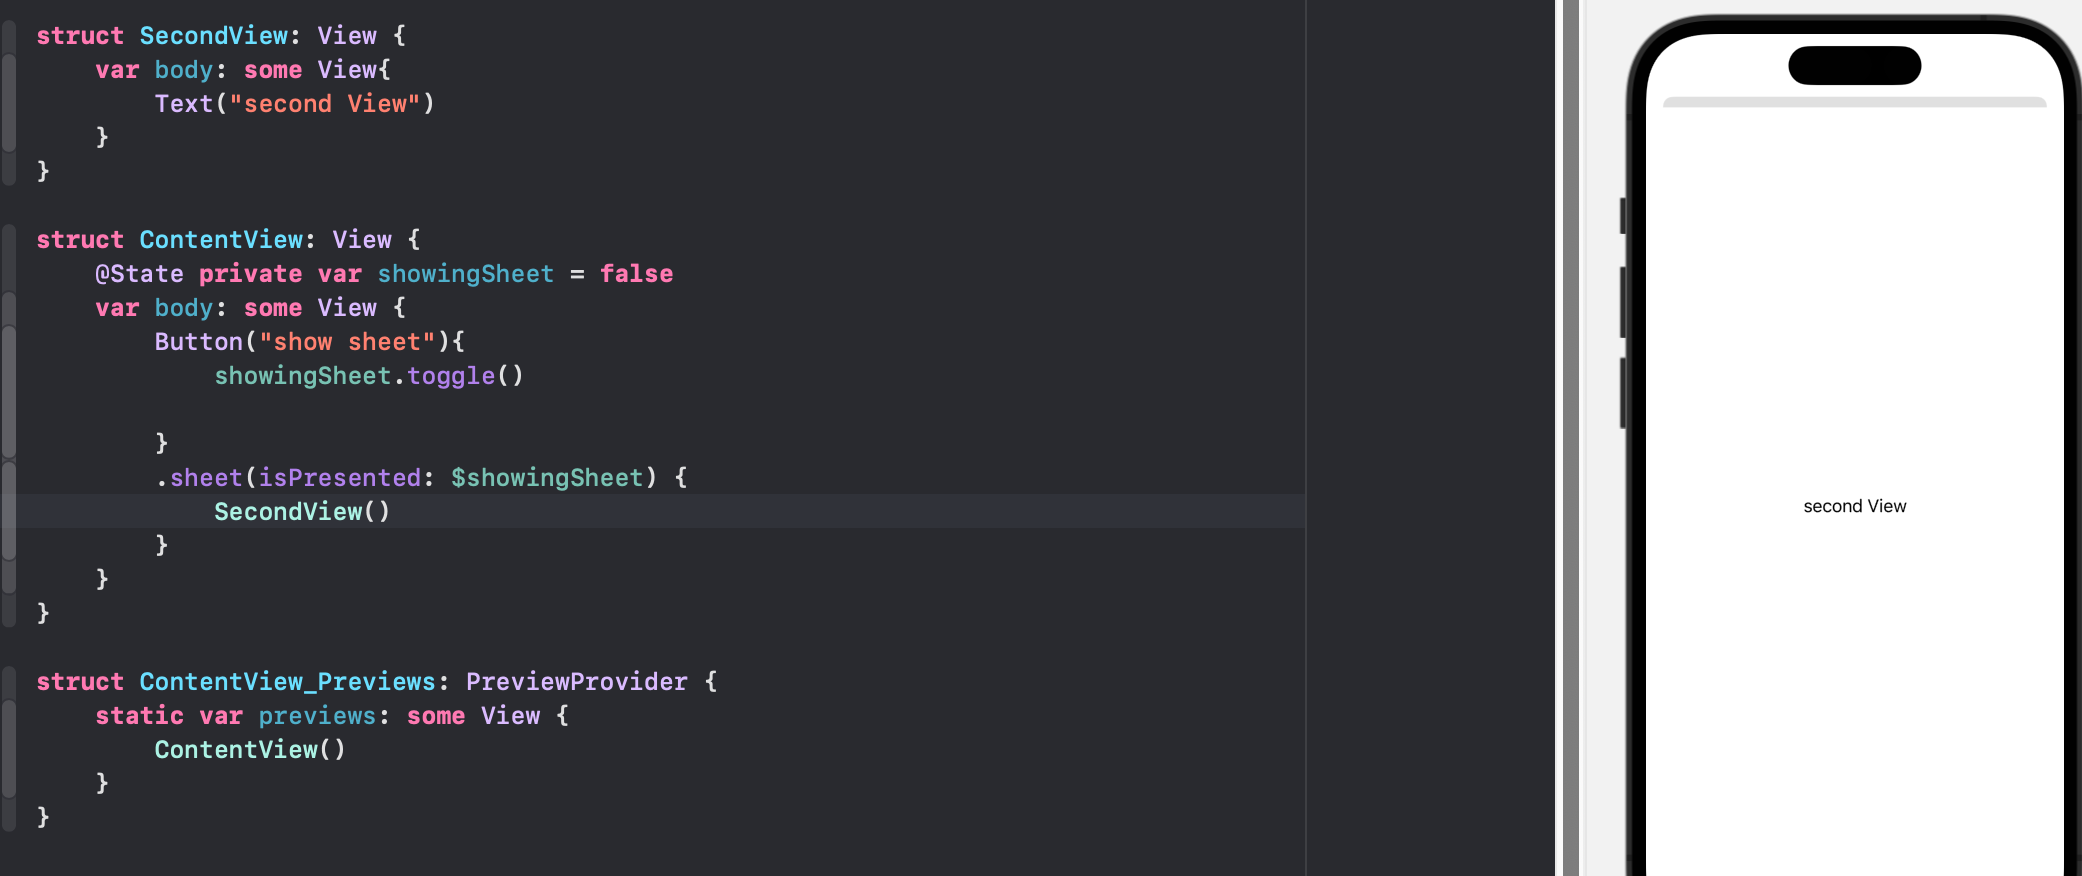 struct SecondView: View {
var body: some View{
Text("second View")
}
}
struct ContentView: View {
@State private var showingSheet = false
var body: some View {
Button("show sheet"){
showingSheet.toggle()
}
.sheet(isPresented: $showingSheet) {
SecondView()
}
}
}
struct ContentView_Previews: PreviewProvider {
static var previews: some View {
ContentView()
}
}
second View